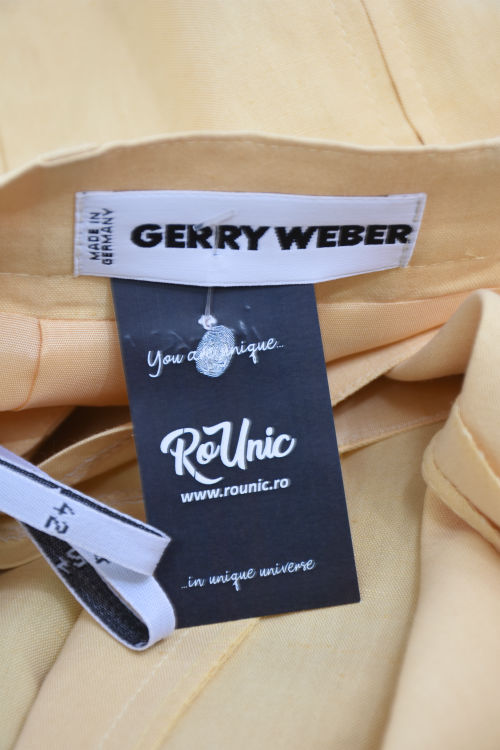 MADE IN
GERMANY
GERRY WEBER
You are unique...
RoUnic
www.rounic.ro
...in unique universe
42